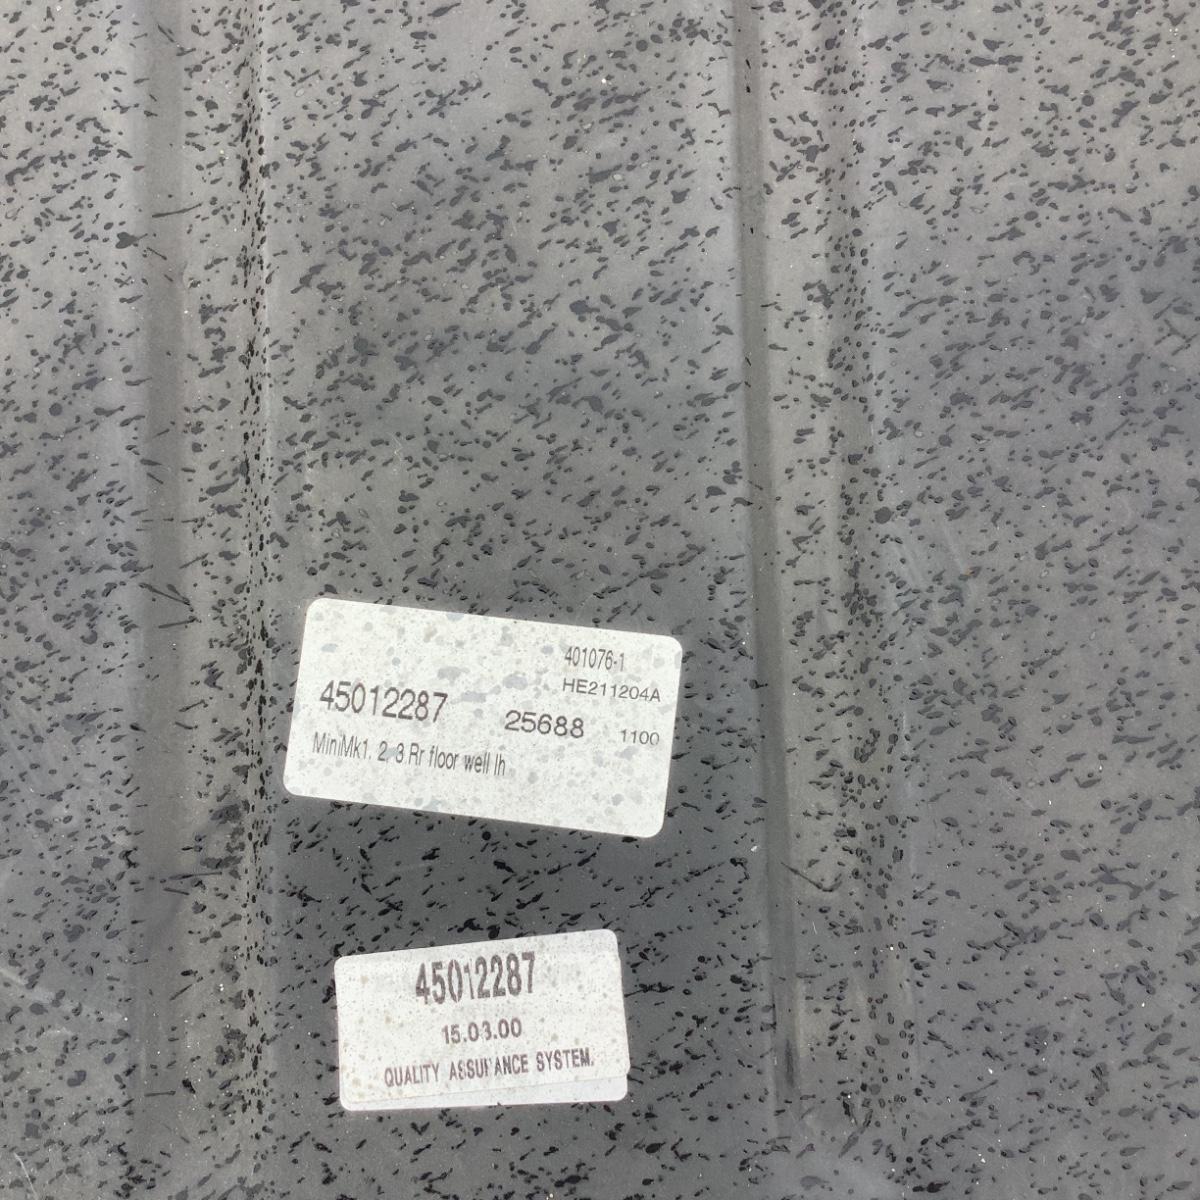 401076-1
HE211204A
45012287 25688 1100
MiniMk1, 2, 3 Rr floor well lh
45012287
15.03.00
QUALITY ASSURANCE SYSTEM.